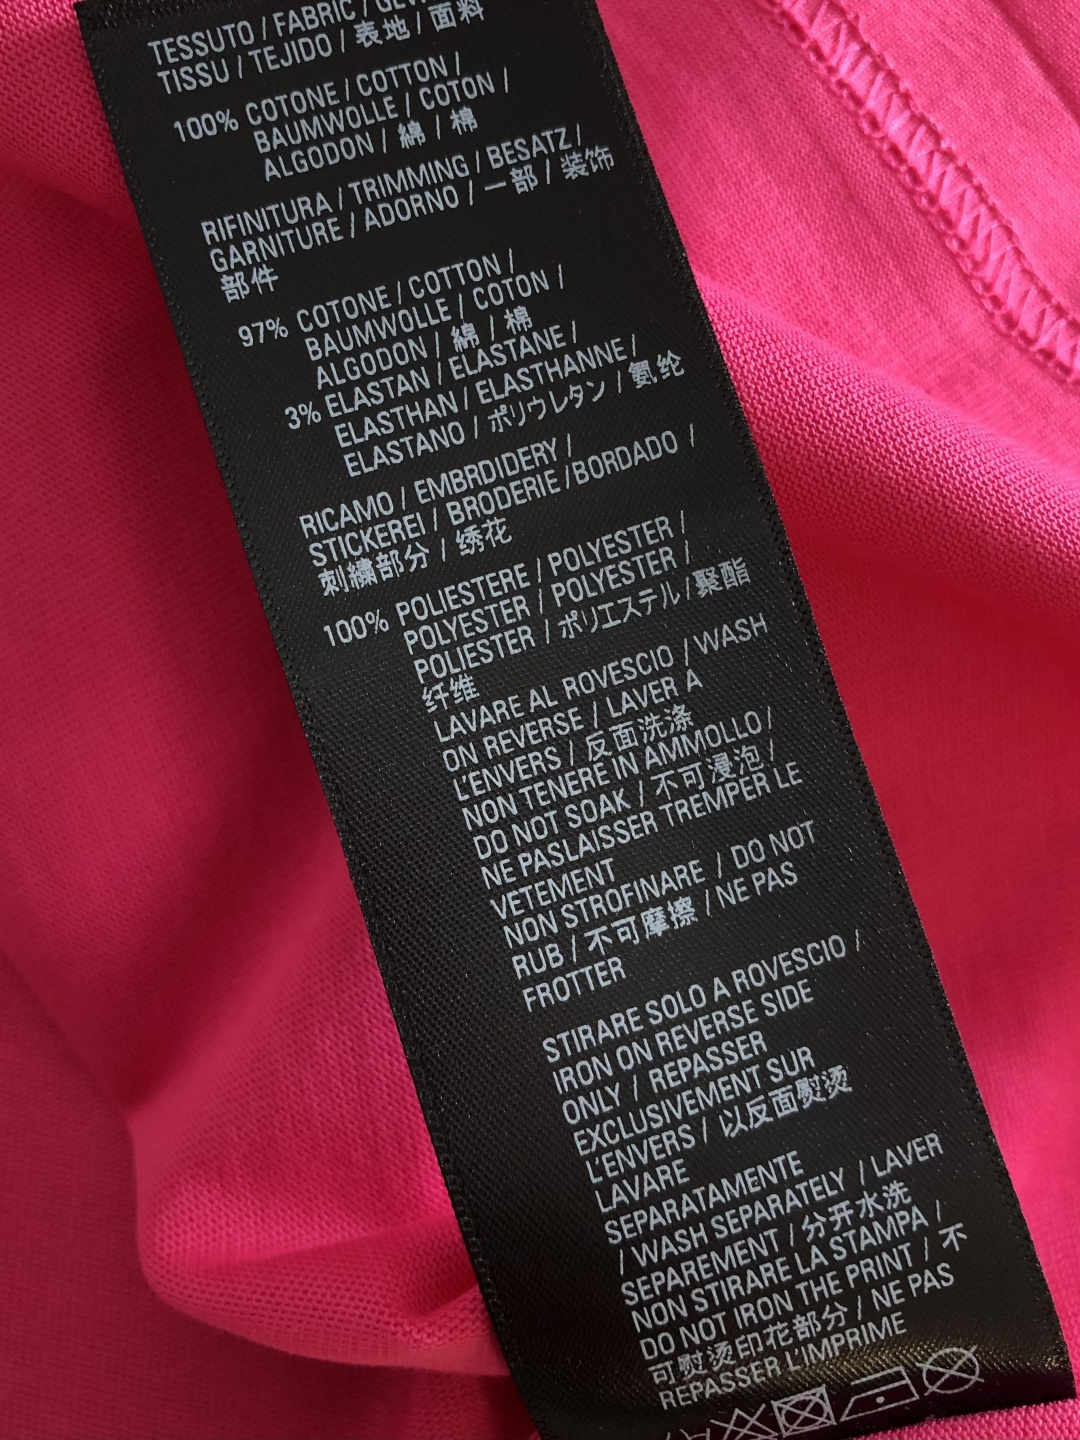 TESSUTO / FABRIC /
TISSU / TEJIDO / 表地 / 面料
100% COTONE / COTTON /
BAUMWOLLE / COTON /
ALGODON / 綿 / 棉
RIFINITURA / TRIMMING / BESATZ /
GARNITURE / ADORNO / 一部 / 装饰
部件
97% COTONE / COTTON /
BAUMWOLLE / COTON /
ALGODON / 綿 / 棉
3% ELASTAN / ELASTANE /
ELASTHAN / ELASTHANNE /
ELASTANO / ポリウレタン / 氨纶
RICAMO / EMBRDIDERY /
STICKEREI / BRODERIE /BORDADO /
刺繍部分 / 绣花
100% POLIESTERE / POLYESTER /
POLYESTER / POLYESTER /
POLIESTER / ポリエステル / 聚酯
纤维
LAVARE AL ROVESCIO / WASH
ON REVERSE / LAVER A
L'ENVERS / 反面洗涤
NON TENERE IN AMMOLLO /
DO NOT SOAK / 不可浸泡 /
NE PASLAISSER TREMPER LE
VETEMENT
NON STROFINARE / DO NOT
RUB / 不可摩擦 / NE PAS
FROTTER
STIRARE SOLO A ROVESCIO /
IRON ON REVERSE SIDE
ONLY / REPASSER
EXCLUSIVEMENT SUR
L'ENVERS / 以反面熨烫
LAVARE
SEPARATAMENTE
/ WASH SEPARATELY / LAVER
SEPAREMENT / 分开水洗
NON STIRARE LA STAMPA /
DO NOT IRON THE PRINT / 不
可熨烫印花部分 / NE PAS
REPASSER L'IMPRIME